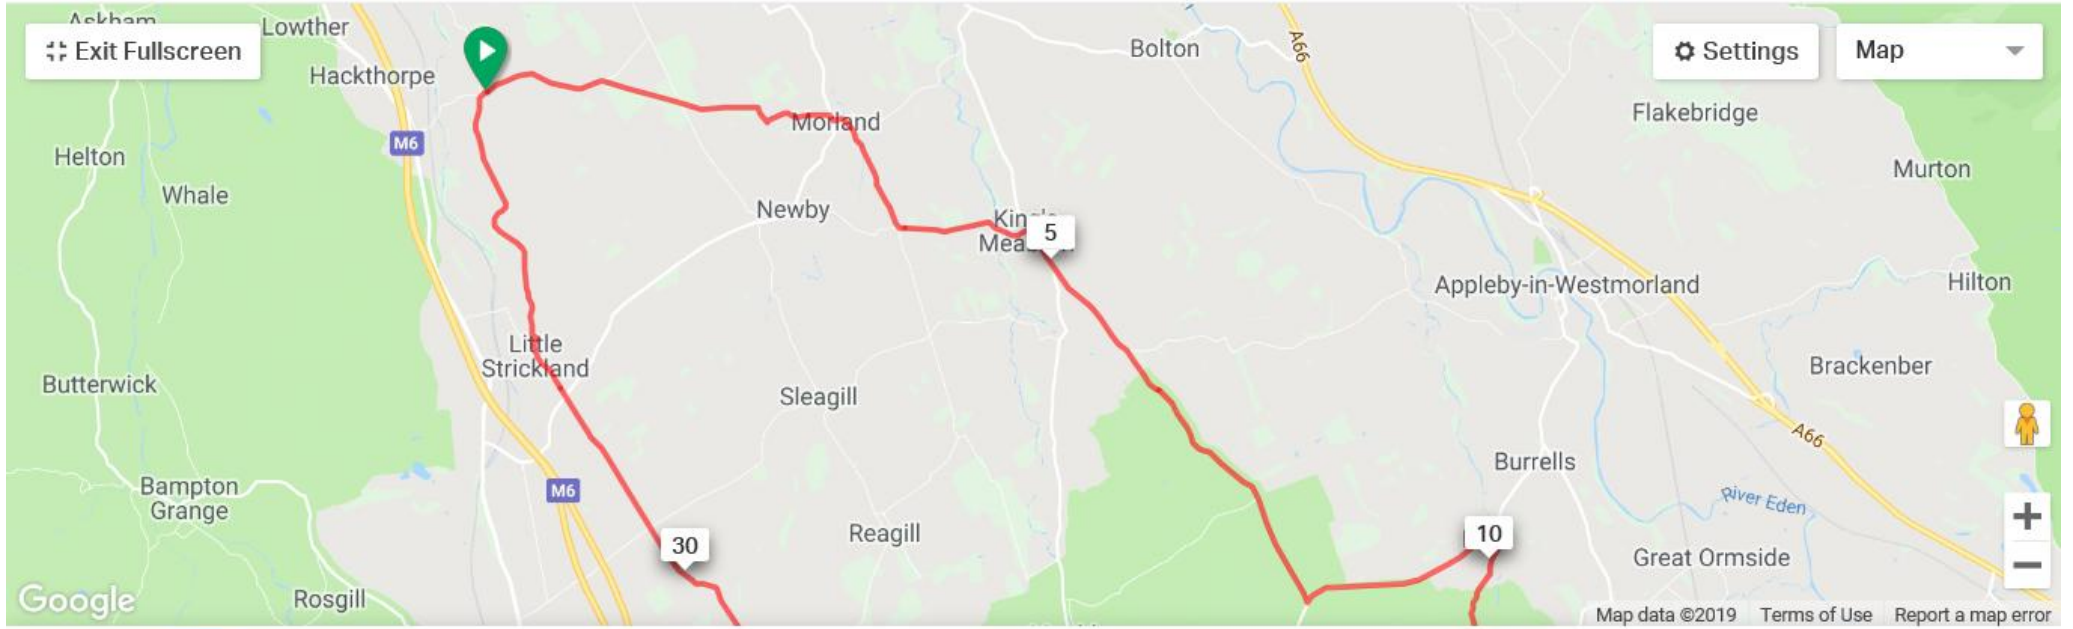 Askham
Lowther
Exit Fullscreen
Hackthorpe
Bolton
A66
Settings
Map
Flakebridge
M6
Morland
Helton
Whale
Murton
Newby
5
Appleby-in-Westmorland
Hilton
Little
Strickland
Butterwick
Sleagill
Brackenber
A66
Burrells
M6
Bampton
Grange
River Eden
30
Reagill
10
Great Ormside
Google
Rosgill
Map data ©2019
Terms of Use
Report a map error